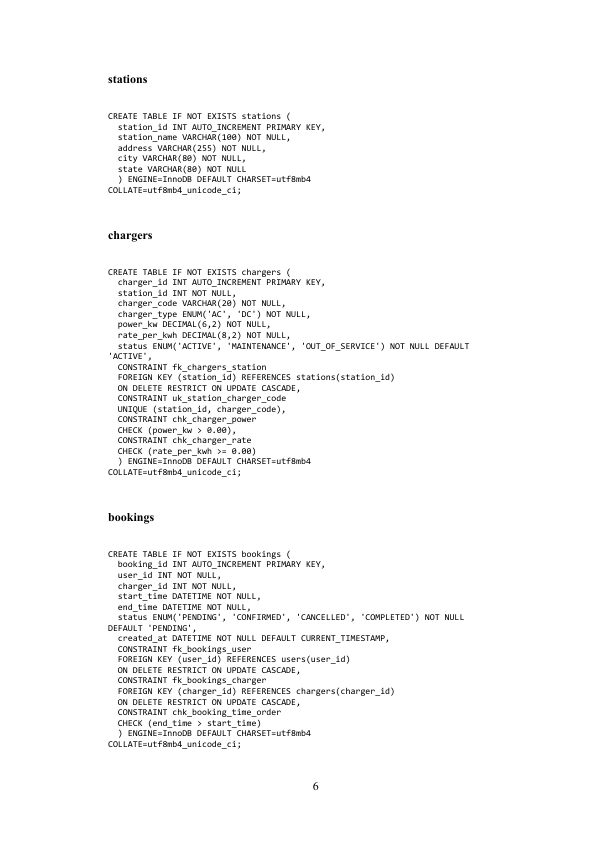 stations
CREATE TABLE IF NOT EXISTS stations (
station_id INT AUTO_INCREMENT PRIMARY KEY,
station_name VARCHAR(100) NOT NULL,
address VARCHAR(255) NOT NULL,
city VARCHAR(80) NOT NULL,
state VARCHAR(80) NOT NULL
) ENGINE=InnoDB DEFAULT CHARSET=utf8mb4
COLLATE=utf8mb4_unicode_ci;
chargers
CREATE TABLE IF NOT EXISTS chargers (
charger_id INT AUTO_INCREMENT PRIMARY KEY,
station_id INT NOT NULL,
charger_code VARCHAR(20) NOT NULL,
charger_type ENUM('AC', 'DC') NOT NULL,
power_kw DECIMAL(6,2) NOT NULL,
rate_per_kwh DECIMAL(8,2) NOT NULL,
status ENUM('ACTIVE', 'MAINTENANCE', 'OUT_OF_SERVICE') NOT NULL DEFAULT
'ACTIVE',
CONSTRAINT fk_chargers_station
FOREIGN KEY (station_id) REFERENCES stations(station_id)
ON DELETE RESTRICT ON UPDATE CASCADE,
CONSTRAINT uk_station_charger_code
UNIQUE (station_id, charger_code),
CONSTRAINT chk_charger_power
CHECK (power_kw > 0.00),
CONSTRAINT chk_charger_rate
CHECK (rate_per_kwh >= 0.00)
) ENGINE=InnoDB DEFAULT CHARSET=utf8mb4
COLLATE=utf8mb4_unicode_ci;
bookings
CREATE TABLE IF NOT EXISTS bookings (
booking_id INT AUTO_INCREMENT PRIMARY KEY,
user_id INT NOT NULL,
charger_id INT NOT NULL,
start_time DATETIME NOT NULL,
end_time DATETIME NOT NULL,
status ENUM('PENDING', 'CONFIRMED', 'CANCELLED', 'COMPLETED') NOT NULL
DEFAULT 'PENDING',
created_at DATETIME NOT NULL DEFAULT CURRENT_TIMESTAMP,
CONSTRAINT fk_bookings_user
FOREIGN KEY (user_id) REFERENCES users(user_id)
ON DELETE RESTRICT ON UPDATE CASCADE,
CONSTRAINT fk_bookings_charger
FOREIGN KEY (charger_id) REFERENCES chargers(charger_id)
ON DELETE RESTRICT ON UPDATE CASCADE,
CONSTRAINT chk_booking_time_order
CHECK (end_time > start_time)
) ENGINE=InnoDB DEFAULT CHARSET=utf8mb4
COLLATE=utf8mb4_unicode_ci;
6